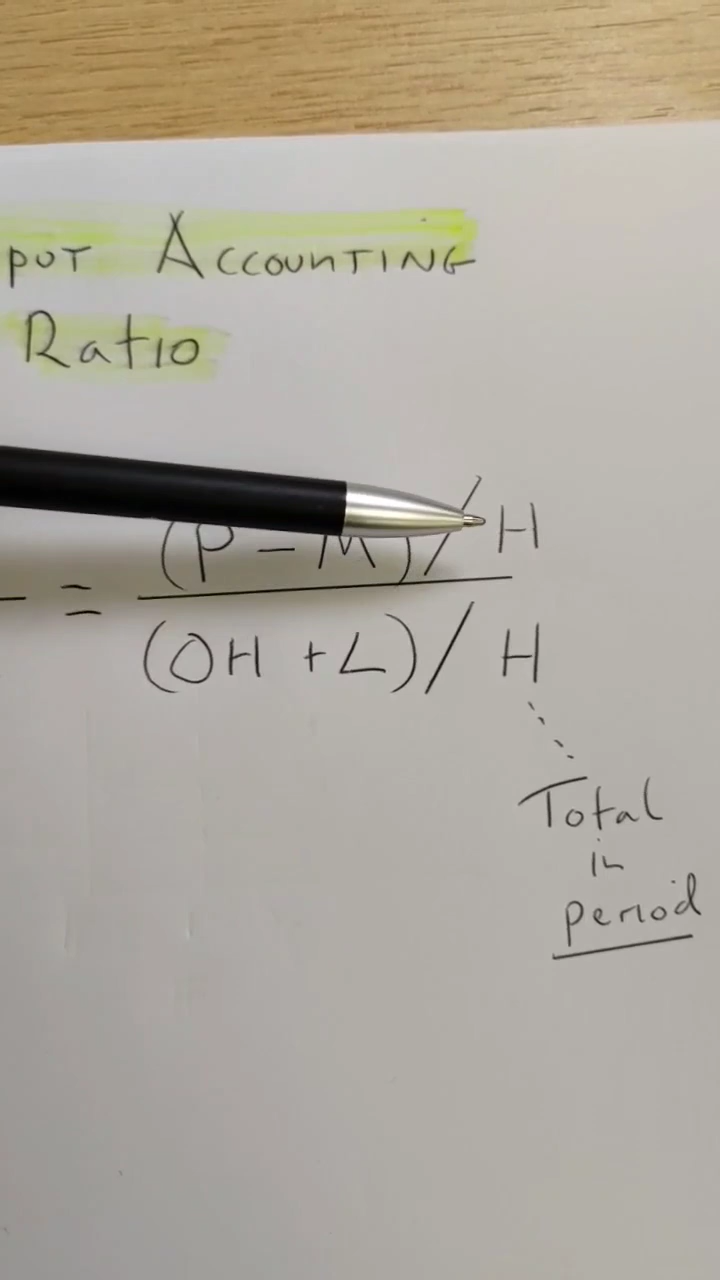 PUT ACCOUNTING
RATIO
= (P - M) / H
(OH + L) / H
Total
in
period